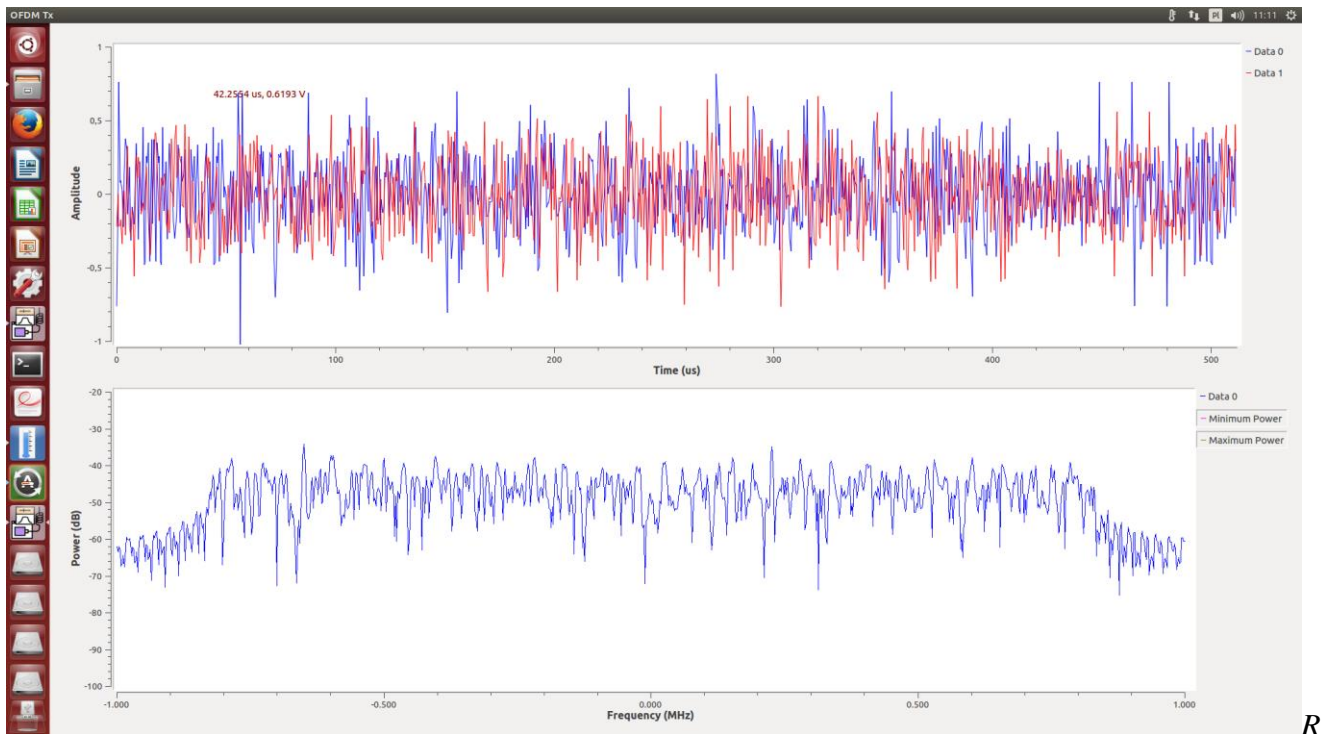 OFDM Tx
Pl 11:11
1
0,5
0
-0,5
-1
Amplitude
42.2554 us, 0.6193 V
Data 0
Data 1
0 100 200 300 400 500
Time (us)
-20
-30
-40
-50
-60
-70
-80
-90
-100
Power (dB)
Data 0
Minimum Power
Maximum Power
-1.000 -0.500 0.000 0.500 1.000
Frequency (MHz)
R